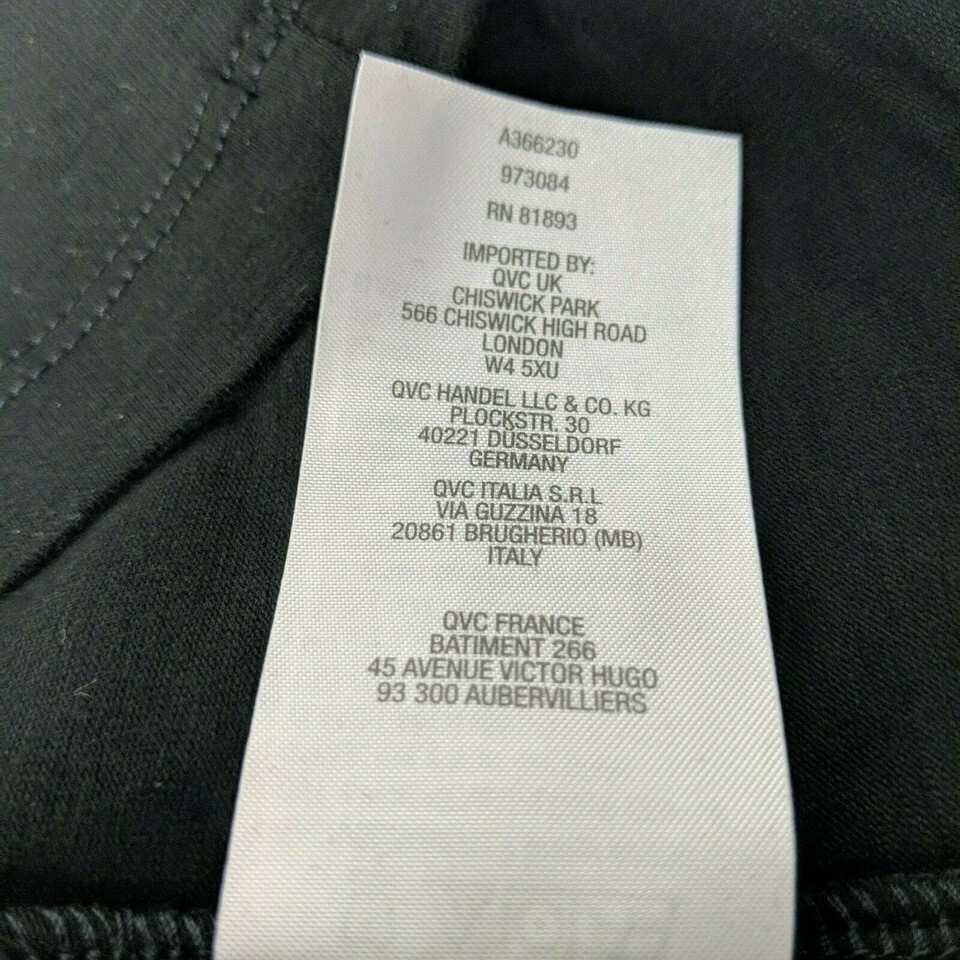 A366230
973084
RN 81893
IMPORTED BY:
QVC UK
CHISWICK PARK
566 CHISWICK HIGH ROAD
LONDON
W4 5XU
QVC HANDEL LLC & CO. KG
PLOCKSTR. 30
40221 DÜSSELDORF
GERMANY
QVC ITALIA S.R.L
VIA GUZZINA 18
20861 BRUGHERIO (MB)
ITALY
QVC FRANCE
BATIMENT 266
45 AVENUE VICTOR HUGO
93 300 AUBERVILLIERS